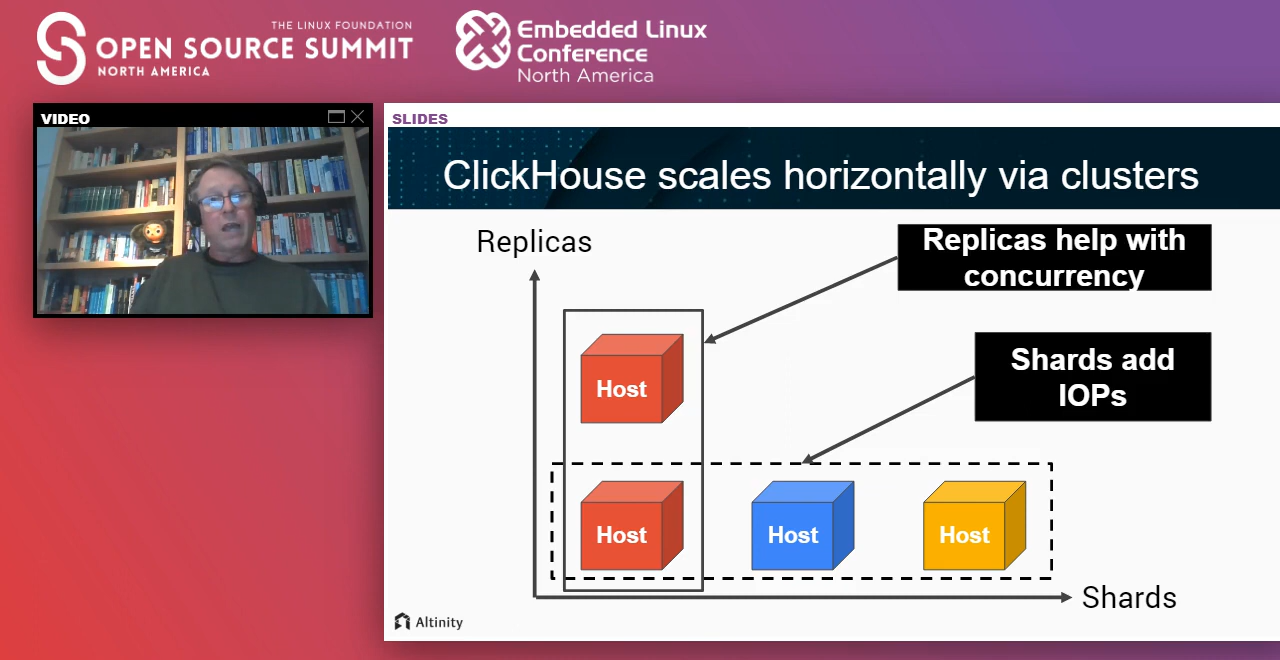 THE LINUX FOUNDATION
OPEN SOURCE SUMMIT
NORTH AMERICA
Embedded Linux
Conference
North America
VIDEO
SLIDES
ClickHouse scales horizontally via clusters
Replicas
Replicas help with
concurrency
Shards add
IOPs
Host
Host
Host
Host
Shards
Altinity